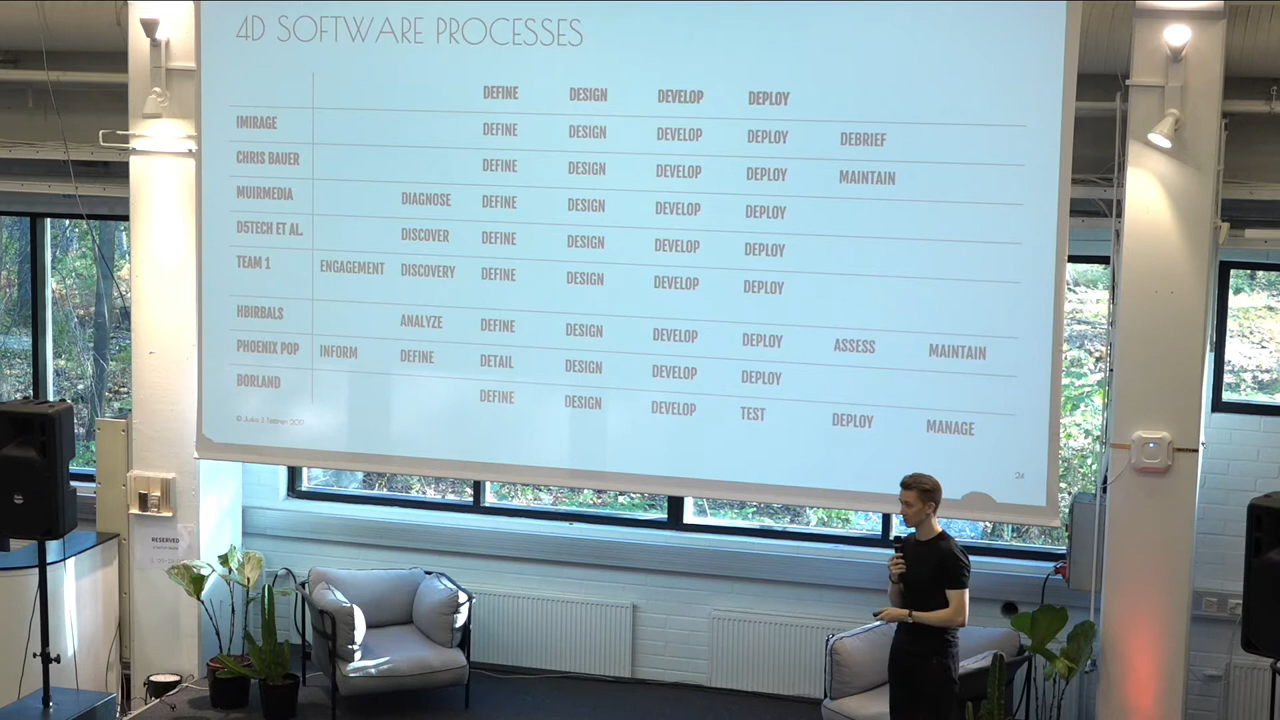 4D SOFTWARE PROCESSES
DEFINE DESIGN DEVELOP DEPLOY
IMIRAGE DEFINE DESIGN DEVELOP DEPLOY DEBRIEF
CHRIS BAUER DEFINE DESIGN DEVELOP DEPLOY MAINTAIN
MUIRMEDIA DIAGNOSE DEFINE DESIGN DEVELOP DEPLOY
D5TECH ET AL. DISCOVER DEFINE DESIGN DEVELOP DEPLOY
TEAM 1 ENGAGEMENT DISCOVERY DEFINE DESIGN DEVELOP DEPLOY
HBIRBALS ANALYZE DEFINE DESIGN DEVELOP DEPLOY ASSESS MAINTAIN
PHOENIX POP INFORM DEFINE DETAIL DESIGN DEVELOP DEPLOY
BORLAND DEFINE DESIGN DEVELOP TEST DEPLOY MANAGE
24
RESERVED